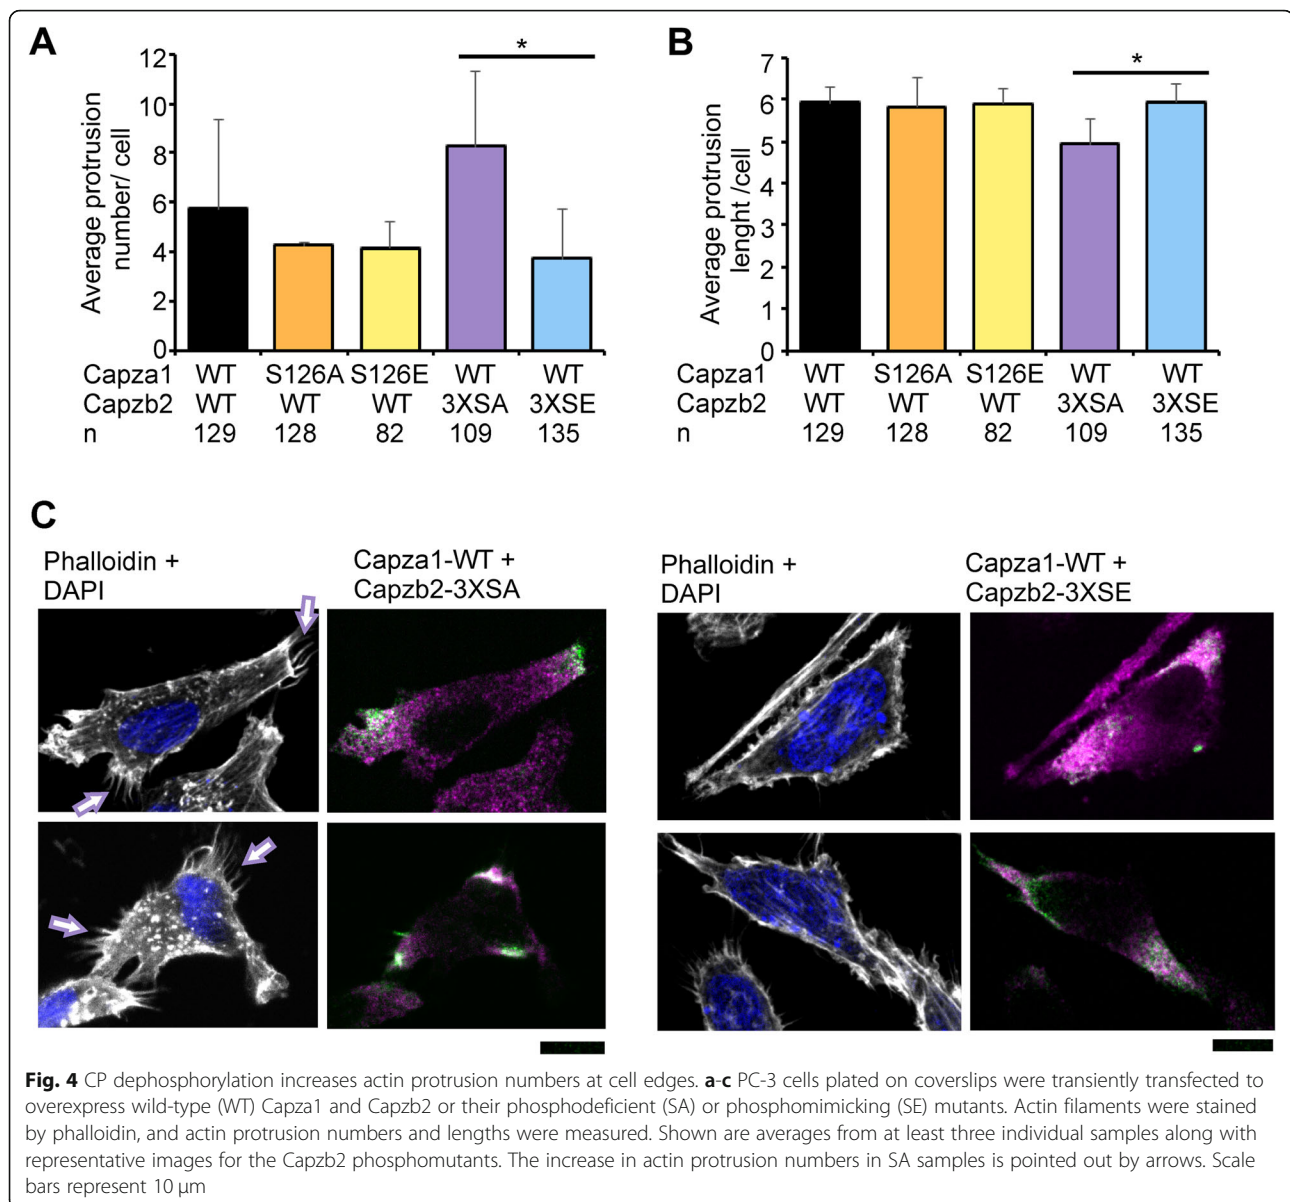 A
Average protrusion
number/ cell
12
10
8
6
4
2
0
*
Capza1 WT S126A S126E WT WT
Capzb2 WT WT WT 3XSA 3XSE
n 129 128 82 109 135
B
Average protrusion
lenght /cell
7
6
5
4
3
2
1
0
*
Capza1 WT S126A S126E WT WT
Capzb2 WT WT WT 3XSA 3XSE
n 129 128 82 109 135
C
Phalloidin +
DAPI
Capza1-WT +
Capzb2-3XSA
Phalloidin +
DAPI
Capza1-WT +
Capzb2-3XSE
Fig. 4 CP dephosphorylation increases actin protrusion numbers at cell edges. a-c PC-3 cells plated on coverslips were transiently transfected to
overexpress wild-type (WT) Capza1 and Capzb2 or their phosphodeficient (SA) or phosphomimicking (SE) mutants. Actin filaments were stained
by phalloidin, and actin protrusion numbers and lengths were measured. Shown are averages from at least three individual samples along with
representative images for the Capzb2 phosphomutants. The increase in actin protrusion numbers in SA samples is pointed out by arrows. Scale
bars represent 10 μm